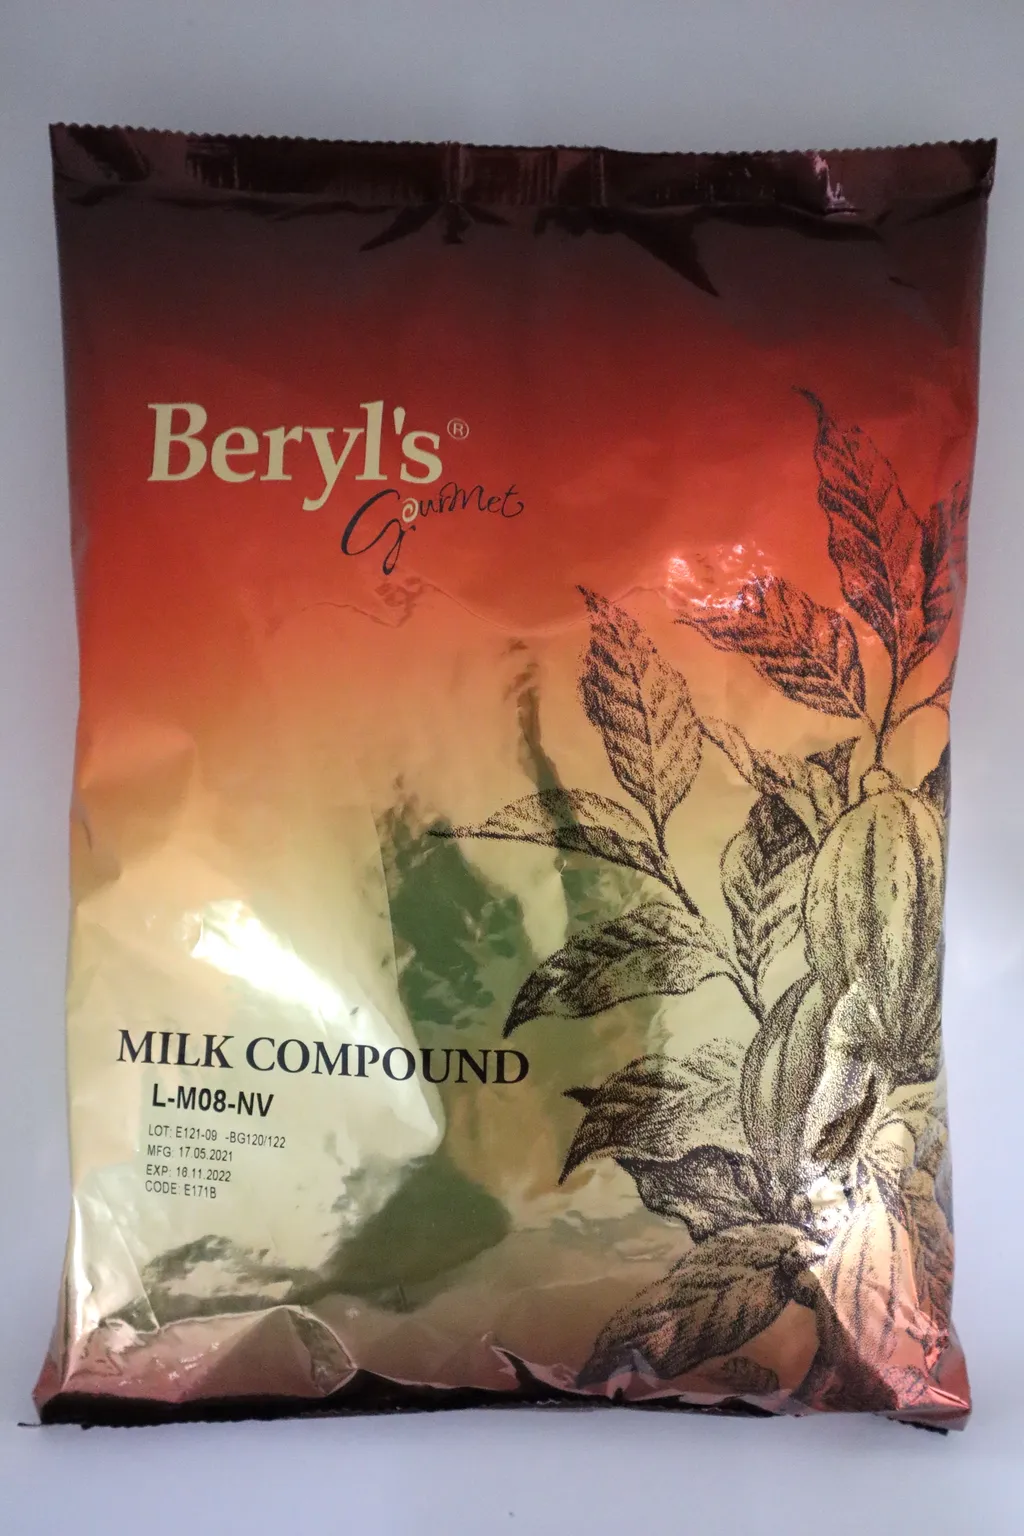 Beryl's®
Gourmet
MILK COMPOUND
L-M08-NV
LOT: E121-09 -BG120/122
MFG: 17.05.2021
EXP: 16.11.2022
CODE: E171B